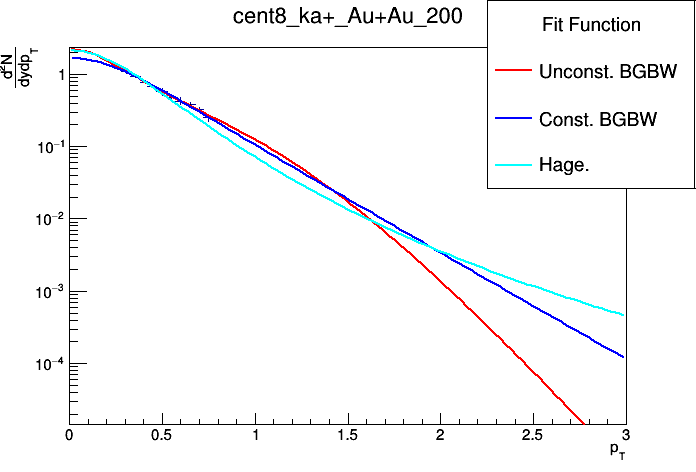 cent8_ka+_Au+Au_200
Fit Function
Unconst. BGBW
Const. BGBW
Hage.
d²N
dydp_T
1
10⁻¹
10⁻²
10⁻³
10⁻⁴
0 0.5 1 1.5 2 2.5 3
p_T